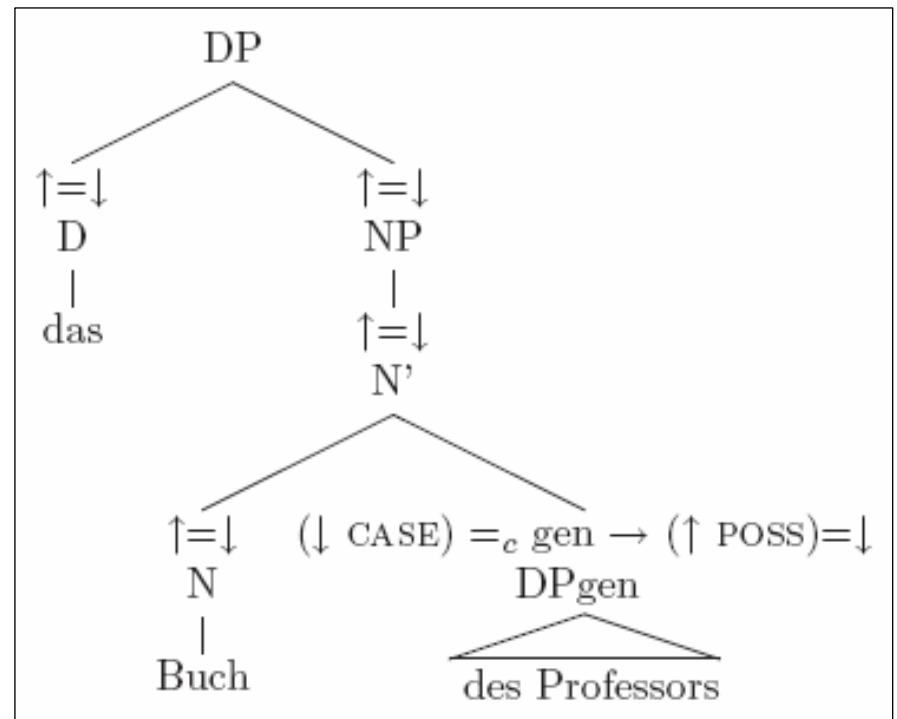 DP
↑=↓ ↑=↓
D NP
das ↑=↓
N'
↑=↓ (↓ CASE) =c gen → (↑ POSS)=↓
N DPgen
Buch des Professors